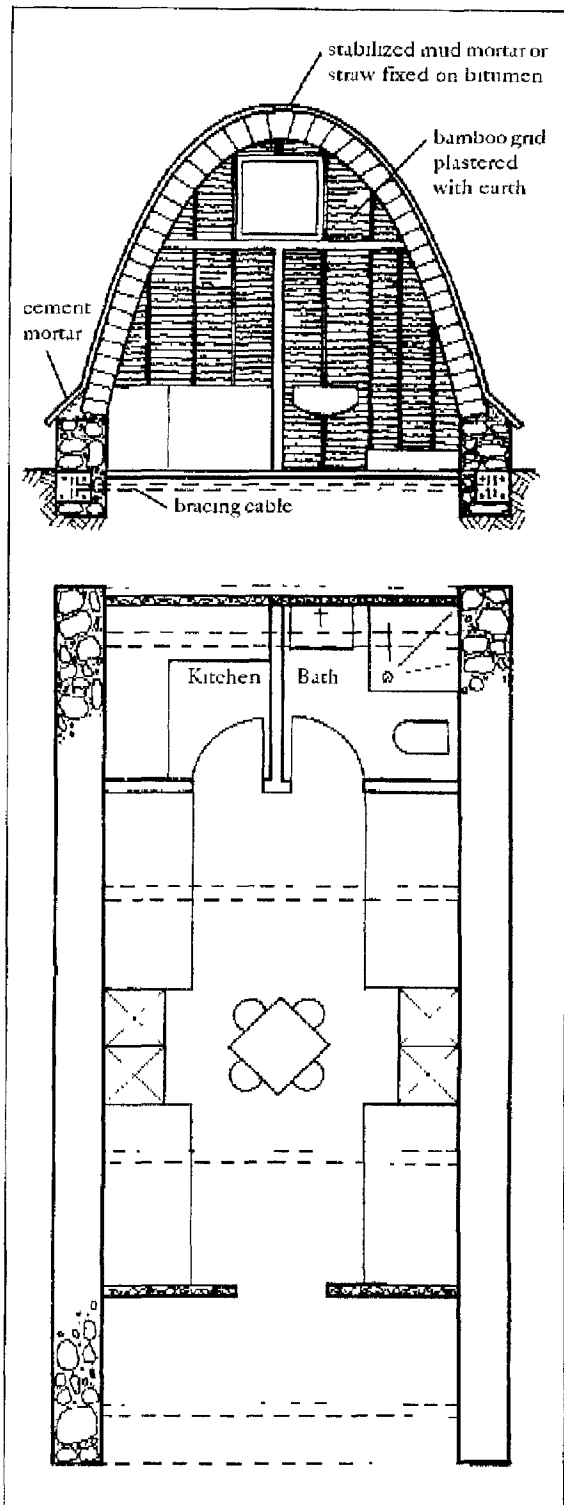 stabilized mud mortar or
straw fixed on bitumen
bamboo grid
plastered
with earth
cement
mortar
bracing cable
Kitchen
Bath